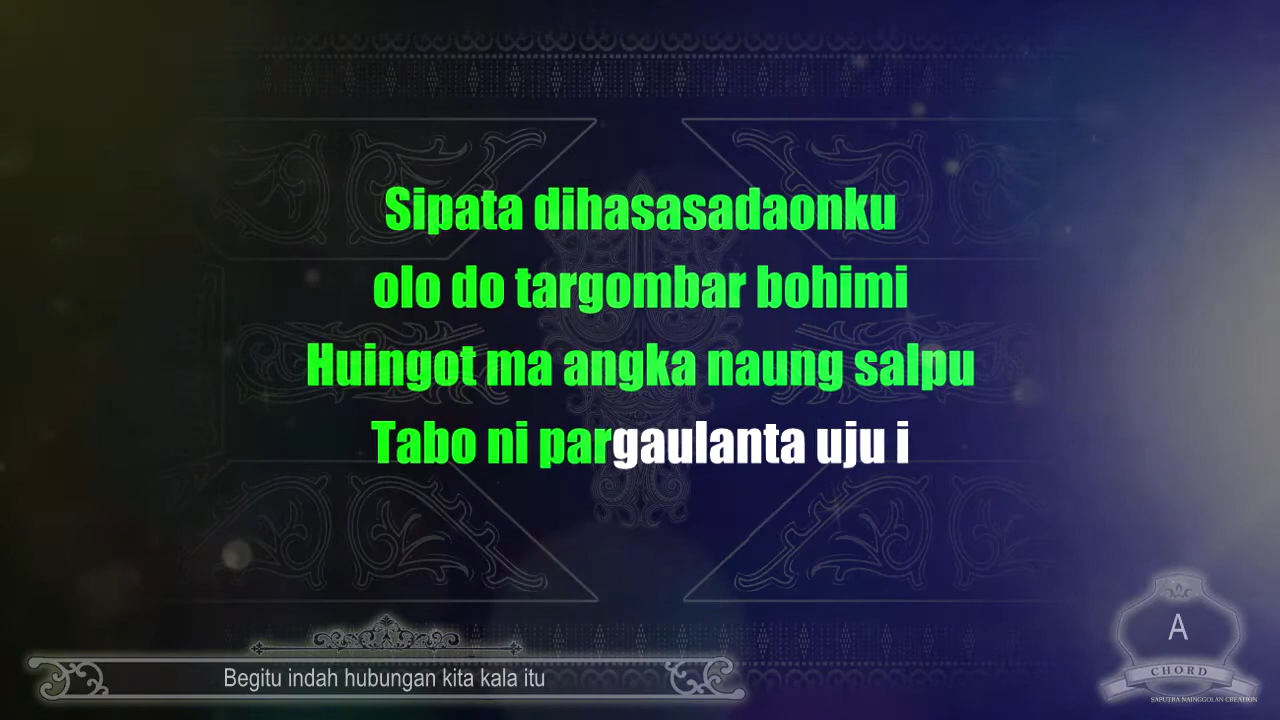 Sipata dihasasadaonku
olo do targombar bohimi
Huingot ma angka naung salpu
Tabo ni pargaulanta uju i
Begitu indah hubungan kita kala itu
A
CHORD
SAPUTRA NAINGGOLAN CREATION